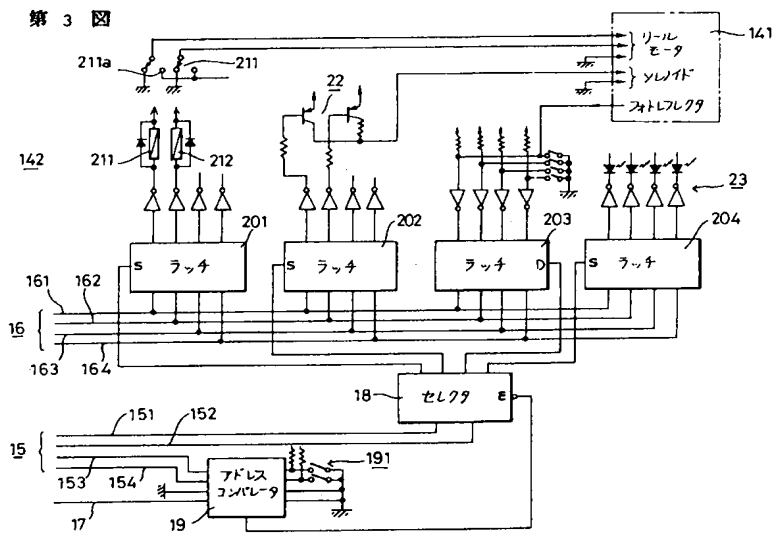 第 3 図
141
リール
モータ
ソレノイド
フォトレフレクタ
211a
211
22
142
211
212
23
201
202
203
204
S ラッチ
S ラッチ
ラッチ D
S ラッチ
161
162
16
163
164
18
セレクタ E
151
152
15
153
154
17
アドレス
コンパレータ
19
191